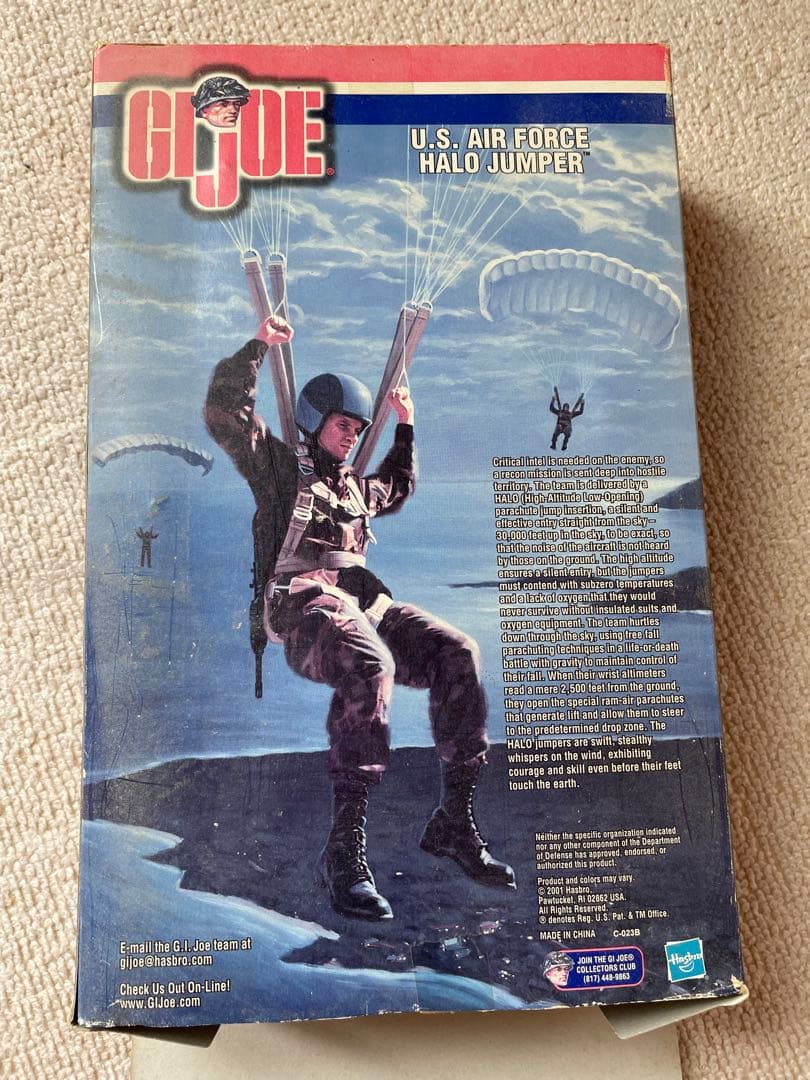 GI JOE®
U.S. AIR FORCE
HALO JUMPER™
Critical intel is needed on the enemy, so
a recon mission is sent deep into hostile
territory. The team is delivered by a
HALO (High-Altitude Low-Opening)
parachute jump insertion, a silent and
effective entry straight from the sky –
30,000 feet up in the sky, to be exact, so
that the noise of the aircraft is not heard
by those on the ground. The high altitude
ensures a silent entry, but the jumpers
must contend with subzero temperatures
and a lack of oxygen that they would
never survive without insulated suits and
oxygen equipment. The team hurtles
down through the sky, using free fall
parachuting techniques in a life-or-death
battle with gravity to maintain control of
their fall. When their wrist altimeters
read a mere 2,500 feet from the ground,
they open the special ram-air parachutes
that generate lift and allow them to steer
to the predetermined drop zone. The
HALO jumpers are swift, stealthy
whispers on the wind, exhibiting
courage and skill even before their feet
touch the earth.
Neither the specific organization indicated
nor any other component of the Department
of Defense has approved, endorsed, or
authorized this product.
Product and colors may vary.
© 2001 Hasbro.
Pawtucket, RI 02862 USA.
All Rights Reserved.
® denotes Reg. U.S. Pat. & TM Office.
MADE IN CHINA C-023B
E-mail the G.I. Joe team at
gijoe@hasbro.com
Check Us Out On-Line!
www.GIJoe.com
JOIN THE GI JOE®
COLLECTORS CLUB
(817) 448-9863
Hasbro